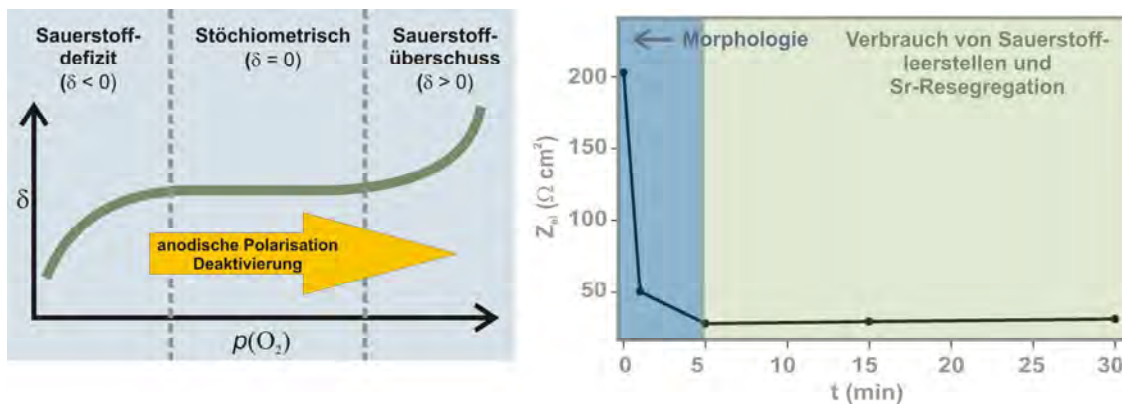 Sauerstoff-
defizit
(δ < 0)
Stöchiometrisch
(δ = 0)
Sauerstoff-
überschuss
(δ > 0)
δ
anodische Polarisation
Deaktivierung
p(O₂)
Morphologie
Verbrauch von Sauerstoff-
leerstellen und
Sr-Resegregation
Z (Ω cm²)
200
150
100
50
0
5
10
15
20
25
30
t (min)